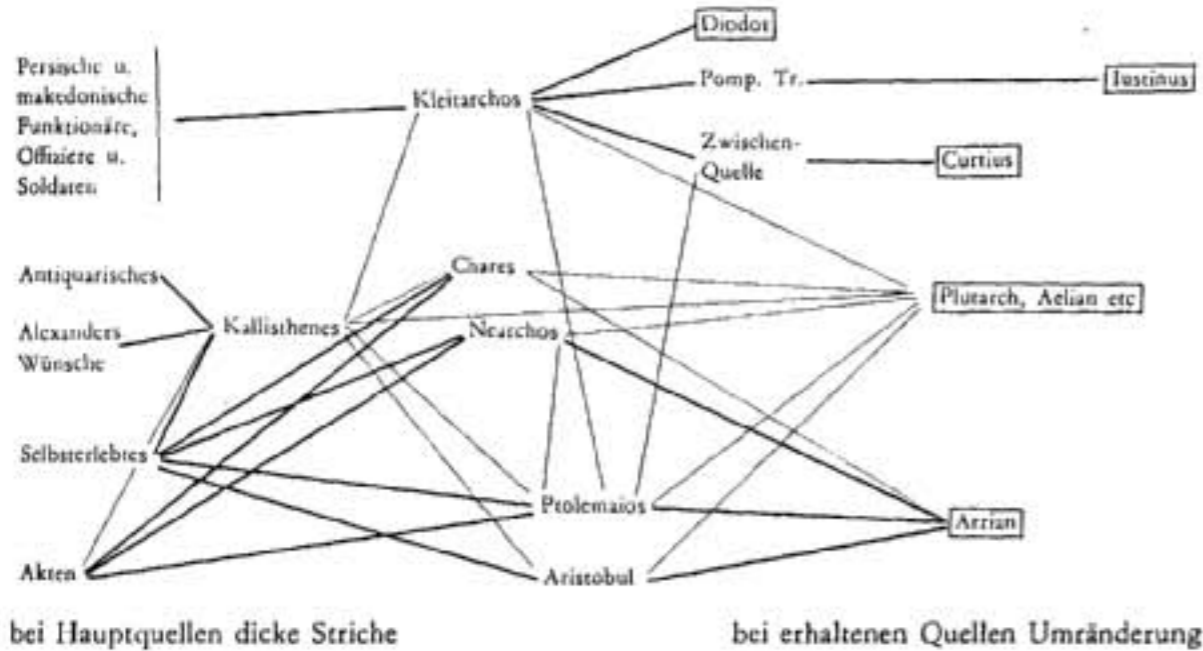 Diodor
Persische u.
makedonische
Funktionäre,
Offiziere u.
Soldaten
Kleitarchos
Pomp. Tr.
Iustinus
Zwischen-
Quelle
Curtius
Antiquarisches
Alexanders
Wünsche
Kallisthenes
Chares
Nearchos
Plutarch, Aelian etc
Selbsterlebtes
Ptolemaios
Arrian
Akten
Aristobul
bei Hauptquellen dicke Striche
bei erhaltenen Quellen Umränderung